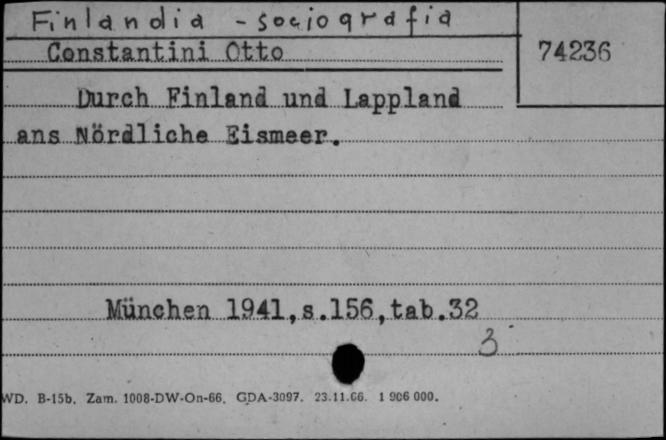 Finlandia - socjografia
Constantini Otto
74236
Durch Finland und Lappland
ans Nördliche Eismeer.
München 1941,s.156,tab.32
3
WD. B-15b. Zam. 1008-DW-On-66. GDA-3097. 23.11.66. 1 906 000.